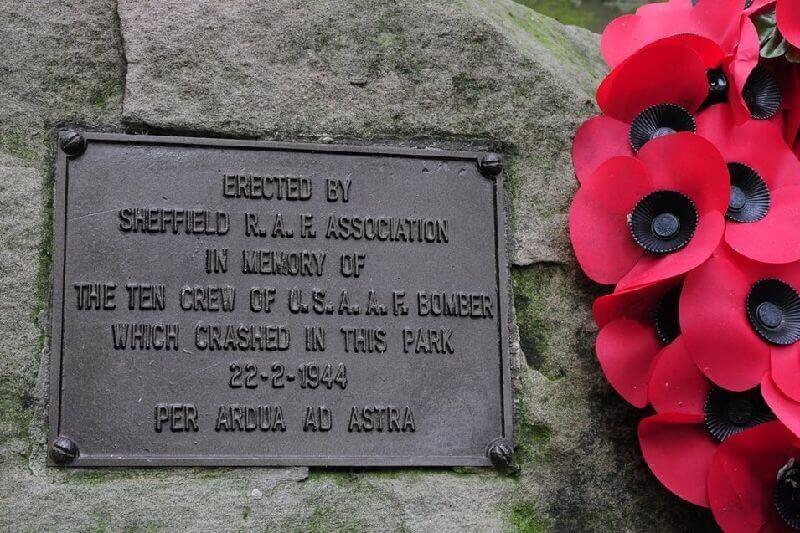 ERECTED BY
SHEFFIELD R.A.F. ASSOCIATION
IN MEMORY OF
THE TEN CREW OF U.S.A.A.F. BOMBER
WHICH CRASHED IN THIS PARK
22-2-1944
PER ARDUA AD ASTRA